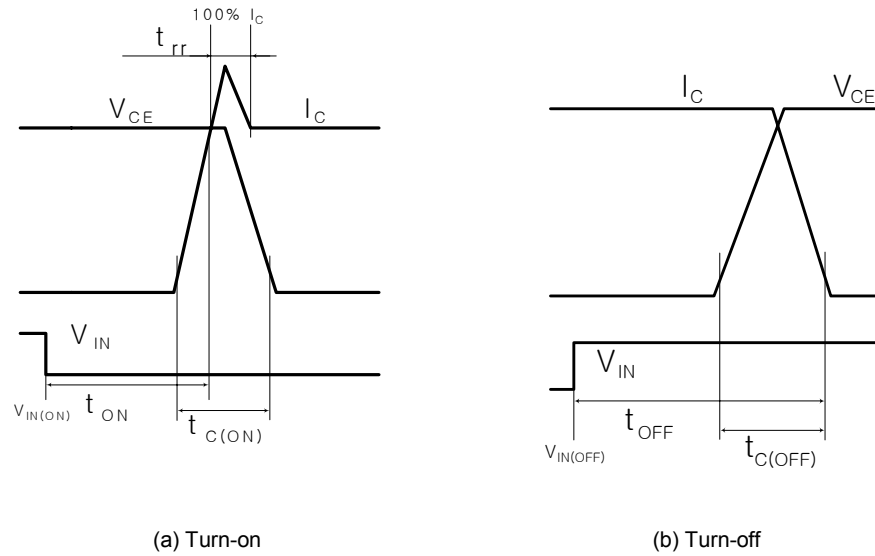 100% I_C
t_rr
V_CE
I_C
V_IN
V_IN(ON)
t_ON
t_C(ON)
(a) Turn-on
I_C
V_CE
V_IN
V_IN(OFF)
t_OFF
t_C(OFF)
(b) Turn-off